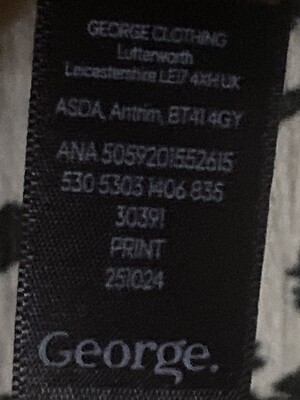 GEORGE CLOTHING
Lutterworth
Leicestershire LE17 4XH UK
ASDA, Antrim, BT41 4GY
ANA 5059201552615
530 5303 1406 835
30391
PRINT
251024
George.